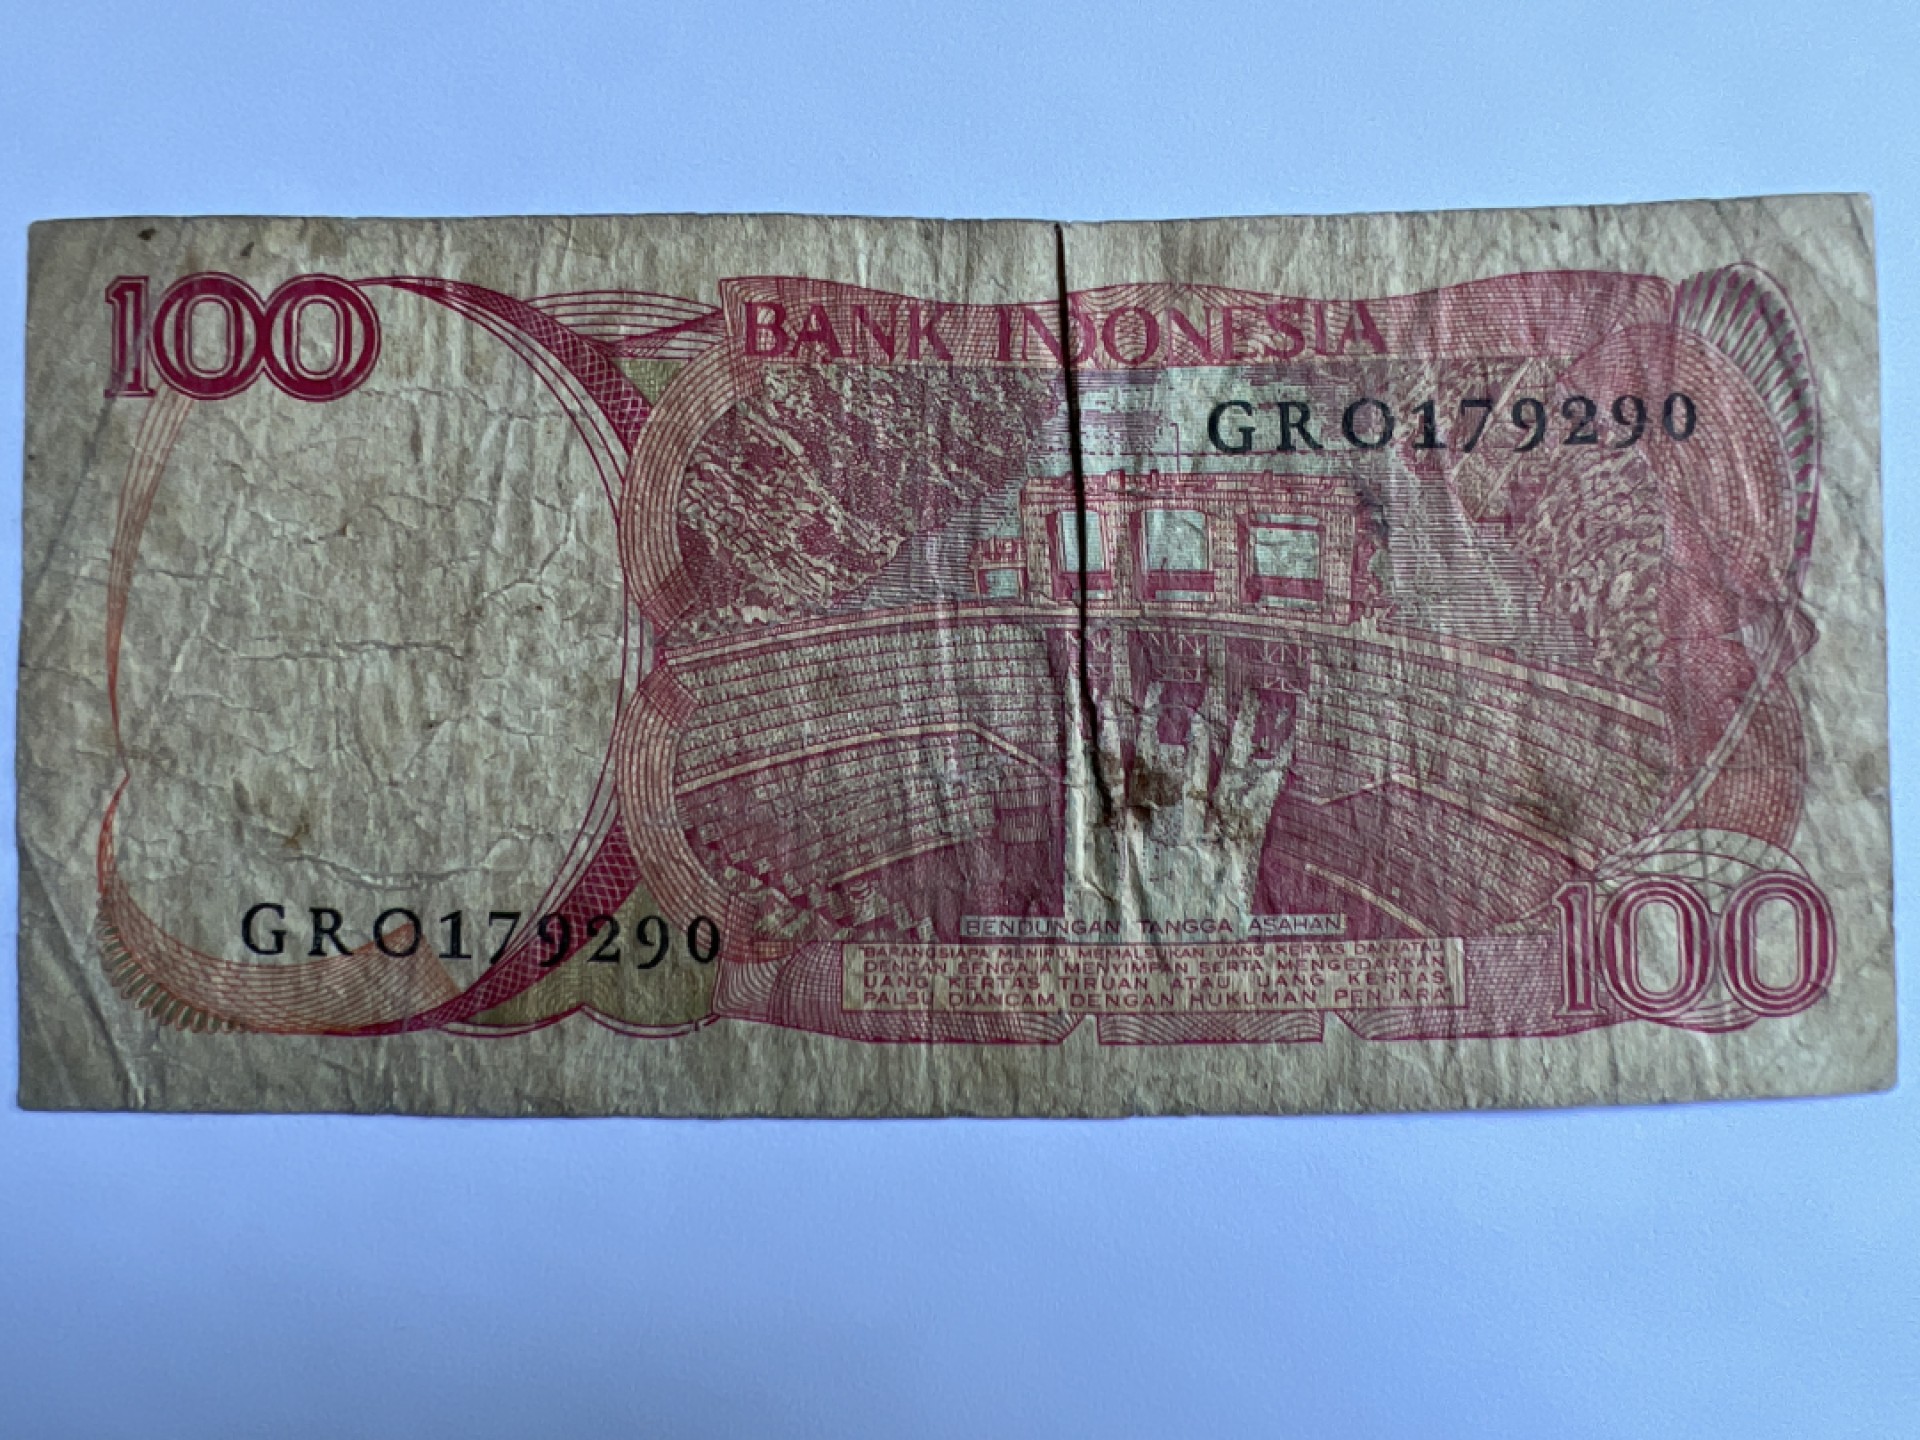 100
BANK INDONESIA
GRO179290
GRO179290
BENDUNGAN TANGGA ASAHAN
BARANGSIAPA MENIRU, MEMALSUKAN UANG KERTAS DAN/ATAU
DENGAN SENGAJA MENYIMPAN SERTA MENGEDARKAN
UANG KERTAS TIRUAN ATAU UANG KERTAS
PALSU DIANCAM DENGAN HUKUMAN PENJARA
100